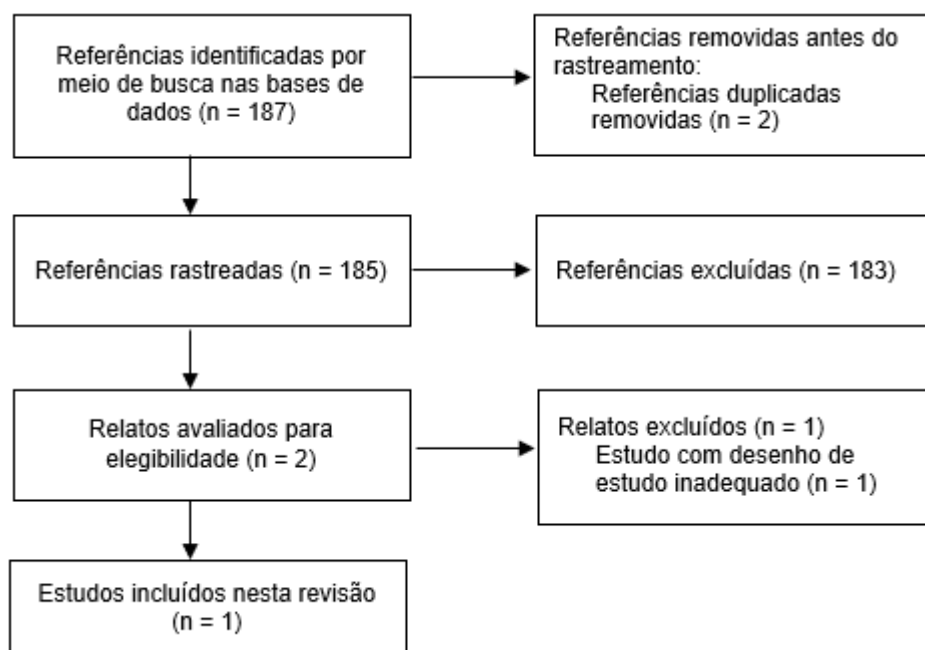 Referências identificadas por
meio de busca nas bases de
dados (n = 187)
Referências removidas antes do
rastreamento:
Referências duplicadas
removidas (n = 2)
Referências rastreadas (n = 185)
Referências excluídas (n = 183)
Relatos avaliados para
elegibilidade (n = 2)
Relatos excluídos (n = 1)
Estudo com desenho de
estudo inadequado (n = 1)
Estudos incluídos nesta revisão
(n = 1)